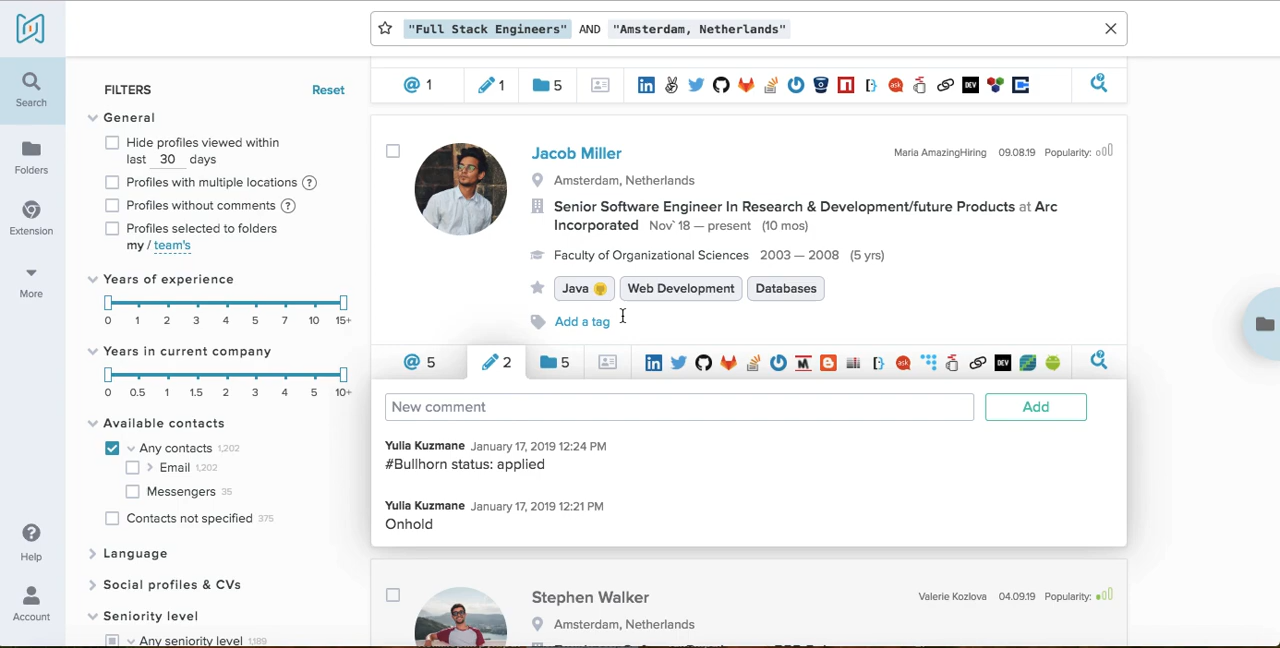 "Full Stack Engineers" AND "Amsterdam, Netherlands"
Search
Folders
Extension
More
Help
Account
FILTERS Reset
General
Hide profiles viewed within
last 30 days
Profiles with multiple locations ?
Profiles without comments ?
Profiles selected to folders
my / team's
Years of experience
0 1 2 3 4 5 7 10 15+
Years in current company
0 0.5 1 1.5 2 3 4 5 10+
Available contacts
Any contacts 1,202
Email 1,202
Messengers 35
Contacts not specified 375
Language
Social profiles & CVs
Seniority level
Any seniority level 1,189
@ 1 1 5 DEV
Jacob Miller
Maria AmazingHiring 09.08.19 Popularity:
Amsterdam, Netherlands
Senior Software Engineer In Research & Development/future Products at Arc
Incorporated Nov` 18 — present (10 mos)
Faculty of Organizational Sciences 2003 — 2008 (5 yrs)
Java Web Development Databases
Add a tag
@ 5 2 5 DEV
New comment Add
Yulia Kuzmane January 17, 2019 12:24 PM
#Bullhorn status: applied
Yulia Kuzmane January 17, 2019 12:21 PM
Onhold
Stephen Walker
Valerie Kozlova 04.09.19 Popularity:
Amsterdam, Netherlands